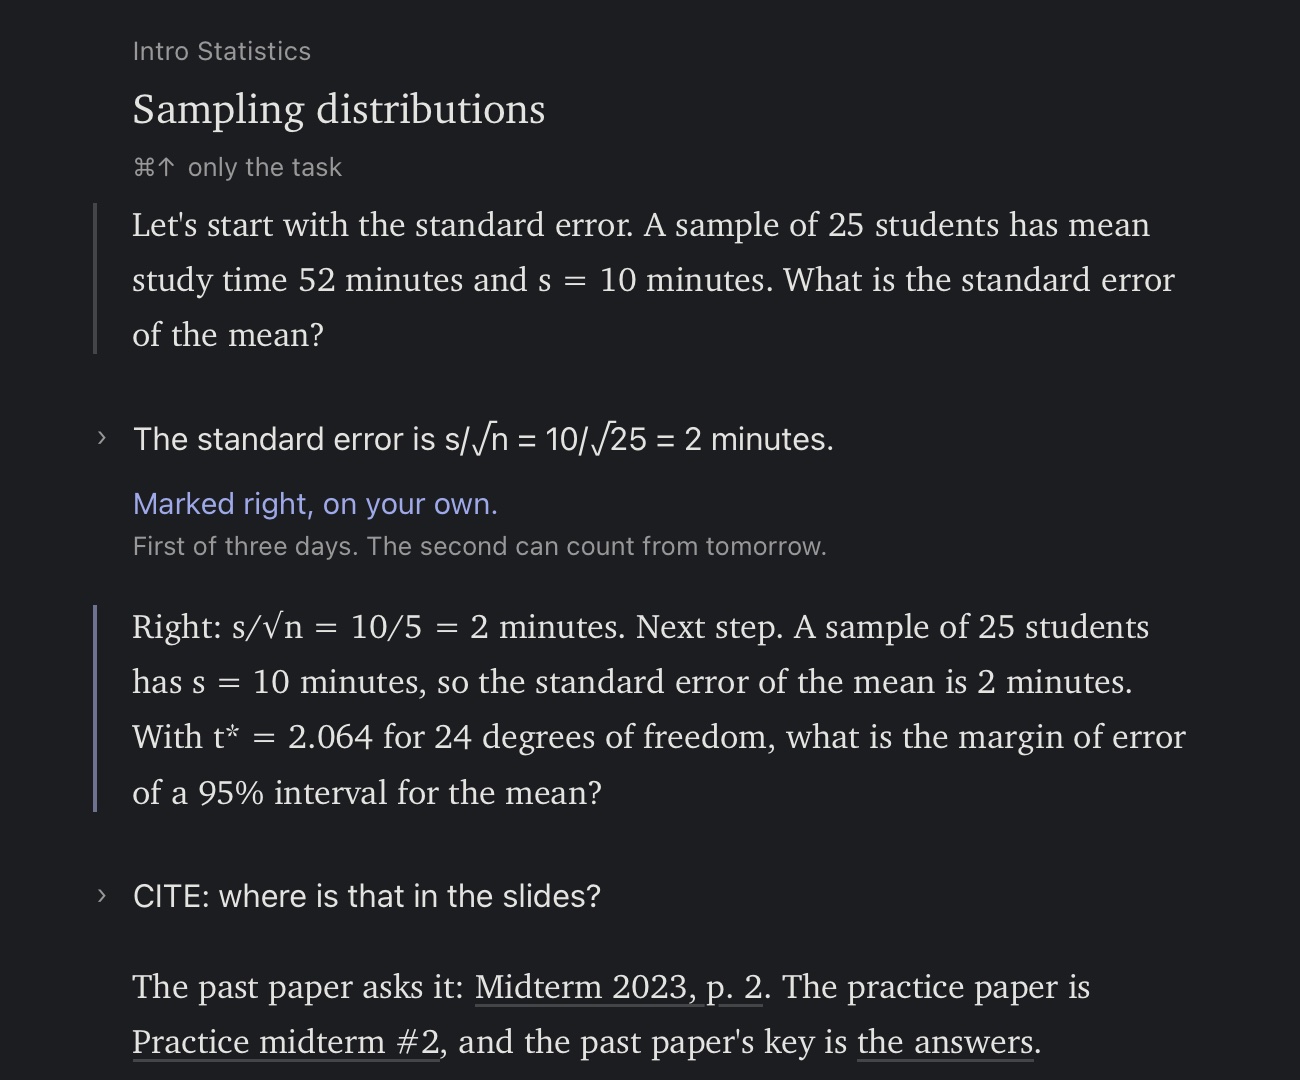 Intro Statistics
Sampling distributions
⌘↑ only the task
Let's start with the standard error. A sample of 25 students has mean
study time 52 minutes and s = 10 minutes. What is the standard error
of the mean?
› The standard error is s/√n = 10/√25 = 2 minutes.
Marked right, on your own.
First of three days. The second can count from tomorrow.
Right: s/√n = 10/5 = 2 minutes. Next step. A sample of 25 students
has s = 10 minutes, so the standard error of the mean is 2 minutes.
With t* = 2.064 for 24 degrees of freedom, what is the margin of error
of a 95% interval for the mean?
› CITE: where is that in the slides?
The past paper asks it: Midterm 2023, p. 2. The practice paper is
Practice midterm #2, and the past paper's key is the answers.